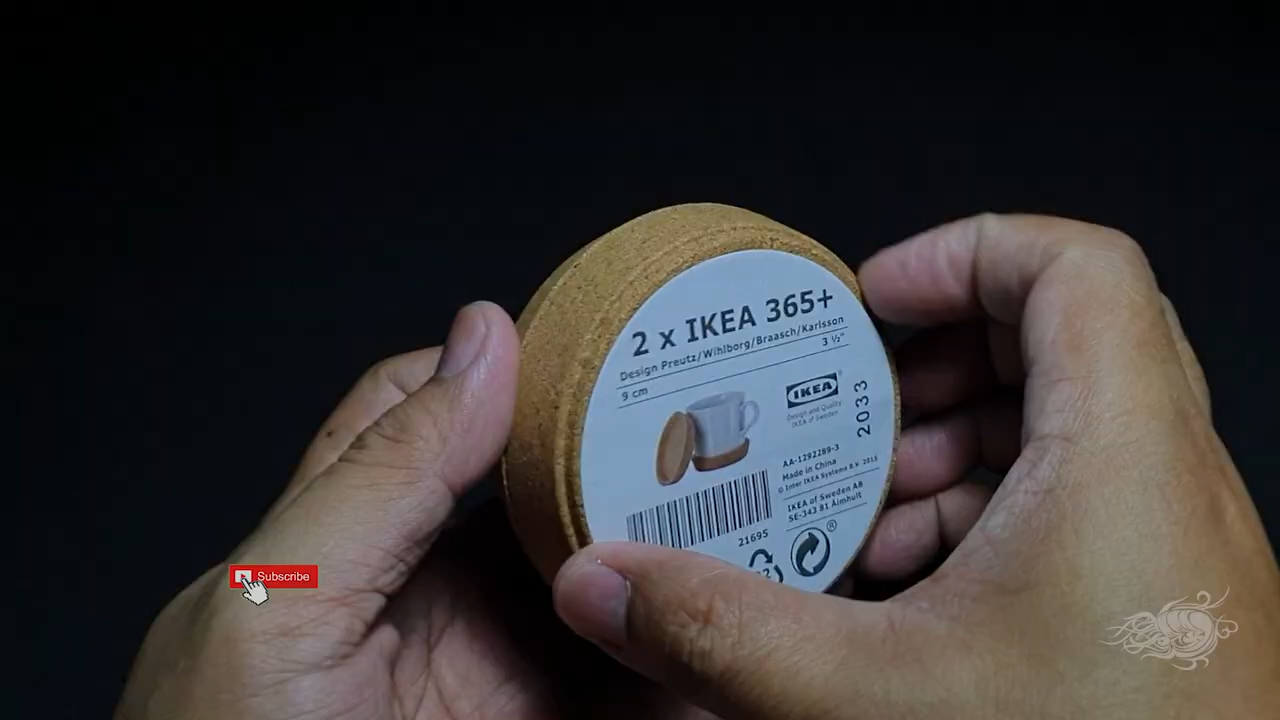 2 x IKEA 365+
Design Preutz/Wihlborg/Braasch/Karlsson
9 cm
3 ½"
IKEA
®
Design and Quality
IKEA of Sweden
2033
AA-1292289-3
Made in China
© Inter IKEA Systems B.V. 2015
IKEA of Sweden AB
SE-343 81 Älmhult
21695
®
Subscribe